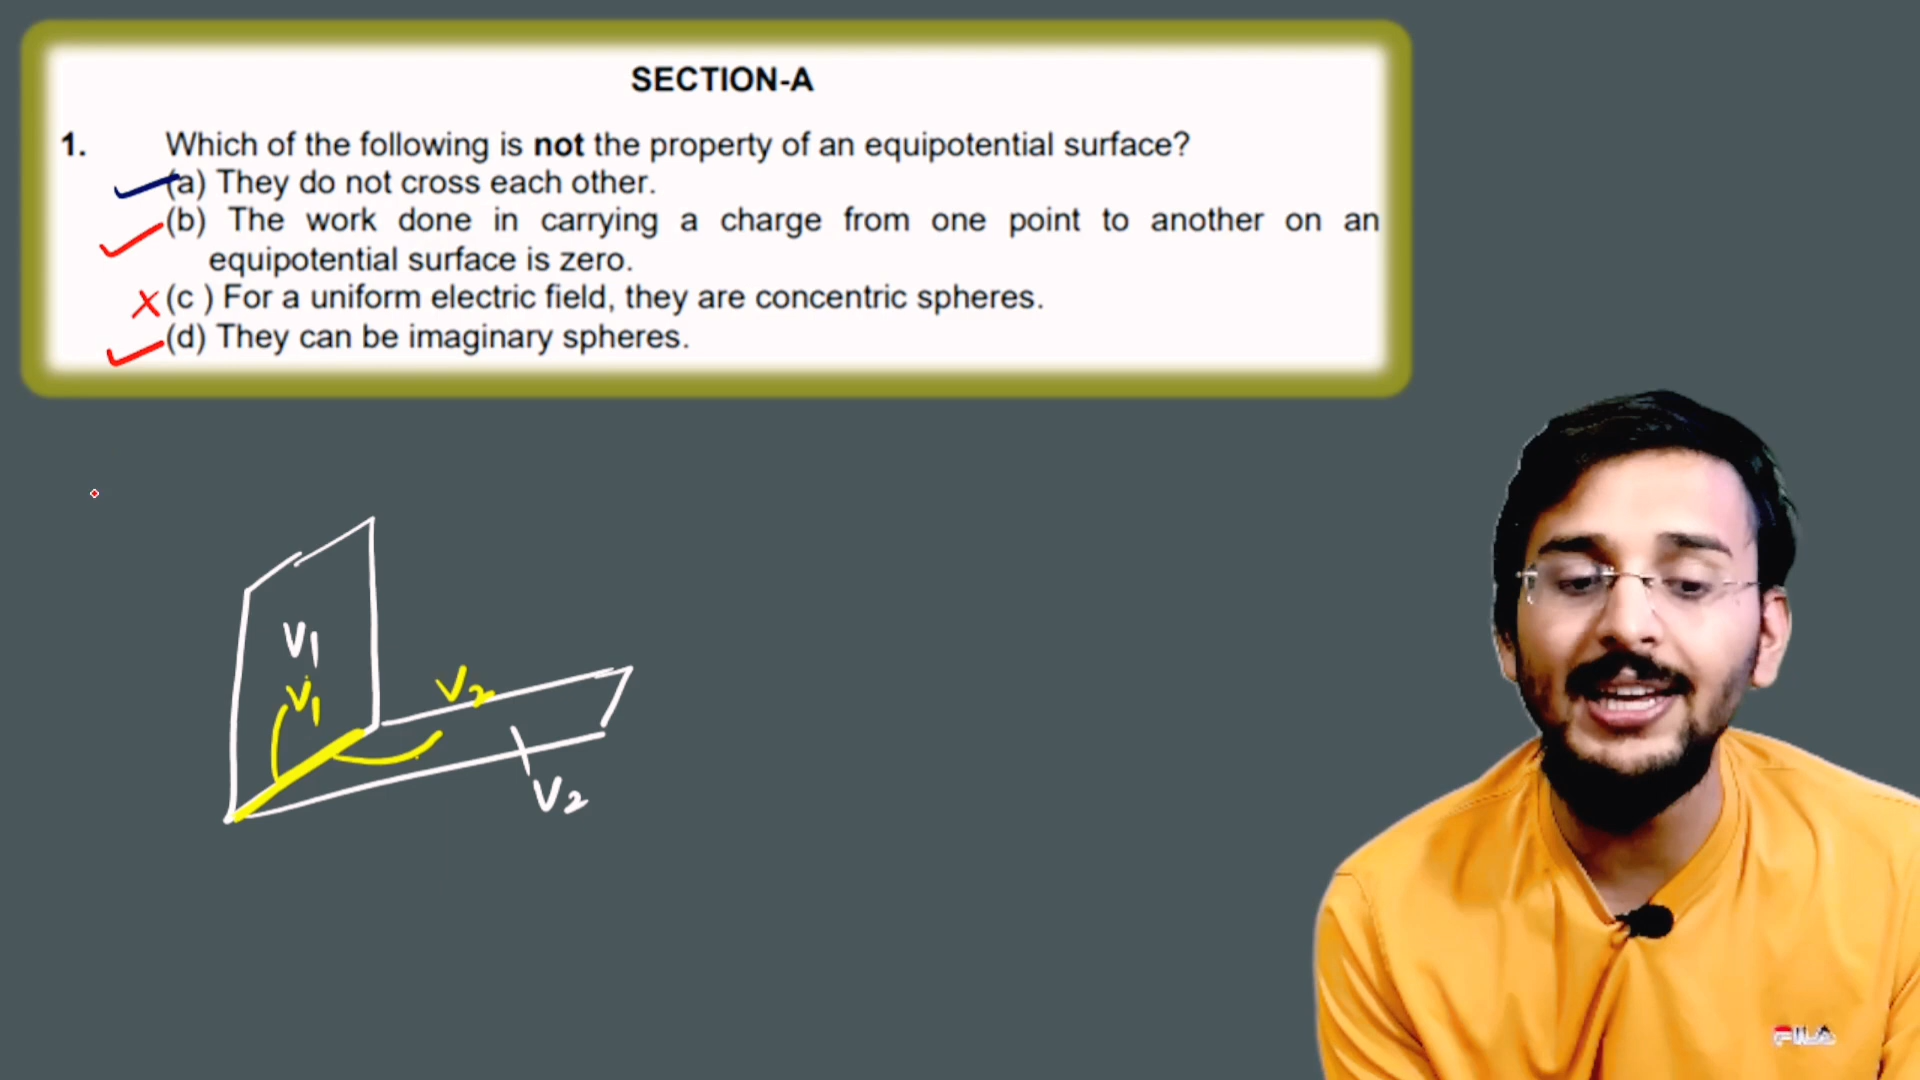 SECTION-A
1. Which of the following is not the property of an equipotential surface?
(a) They do not cross each other.
(b) The work done in carrying a charge from one point to another on an
equipotential surface is zero.
(c ) For a uniform electric field, they are concentric spheres.
(d) They can be imaginary spheres.
V1
V1
V2
V2
FILA